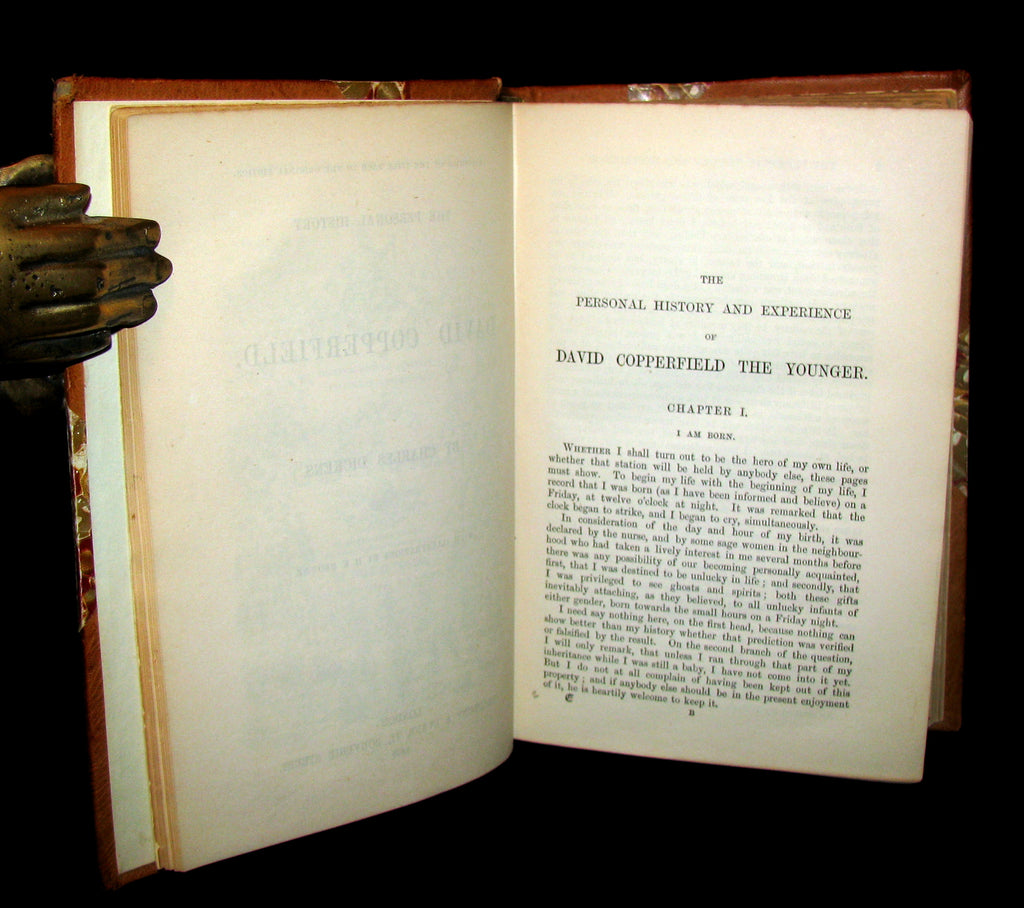 THE PERSONAL HISTORY
DAVID COPPERFIELD.
BY CHARLES DICKENS.
THE
PERSONAL HISTORY AND EXPERIENCE
OF
DAVID COPPERFIELD THE YOUNGER.
CHAPTER I.
I AM BORN.
WHETHER I shall turn out to be the hero of my own life, or
whether that station will be held by anybody else, these pages
must show. To begin my life with the beginning of my life, I
record that I was born (as I have been informed and believe) on a
Friday, at twelve o'clock at night. It was remarked that the
clock began to strike, and I began to cry, simultaneously.
In consideration of the day and hour of my birth, it was
declared by the nurse, and by some sage women in the neighbour-
hood who had taken a lively interest in me several months before
there was any possibility of our becoming personally acquainted,
first, that I was destined to be unlucky in life; and secondly, that
I was privileged to see ghosts and spirits; both these gifts
inevitably attaching, as they believed, to all unlucky infants of
either gender, born towards the small hours on a Friday night.
I need say nothing here, on the first head, because nothing can
show better than my history whether that prediction was verified
or falsified by the result. On the second branch of the question,
I will only remark, that unless I ran through that part of my
inheritance while I was still a baby, I have not come into it yet.
But I do not at all complain of having been kept out of this
property; and if anybody else should be in the present enjoyment
of it, he is heartily welcome to keep it.
B